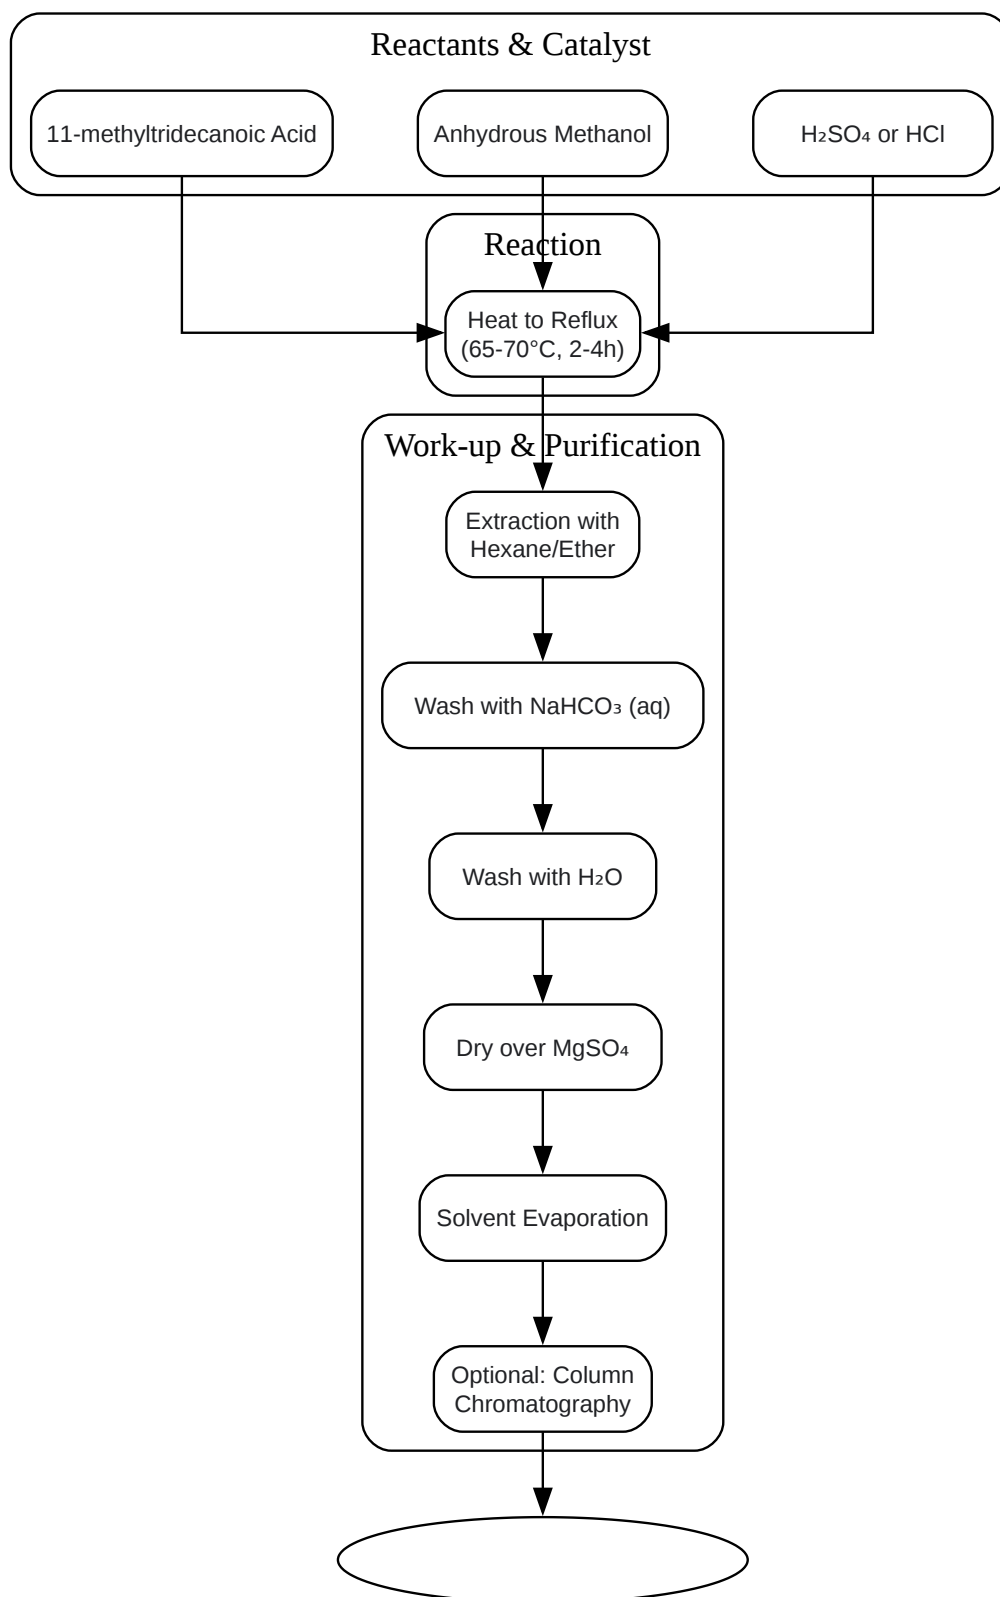 Reactants & Catalyst
11-methyltridecanoic Acid
Anhydrous Methanol
H₂SO₄ or HCl
Reaction
Heat to Reflux
(65-70°C, 2-4h)
Work-up & Purification
Extraction with
Hexane/Ether
Wash with NaHCO₃ (aq)
Wash with H₂O
Dry over MgSO₄
Solvent Evaporation
Optional: Column
Chromatography